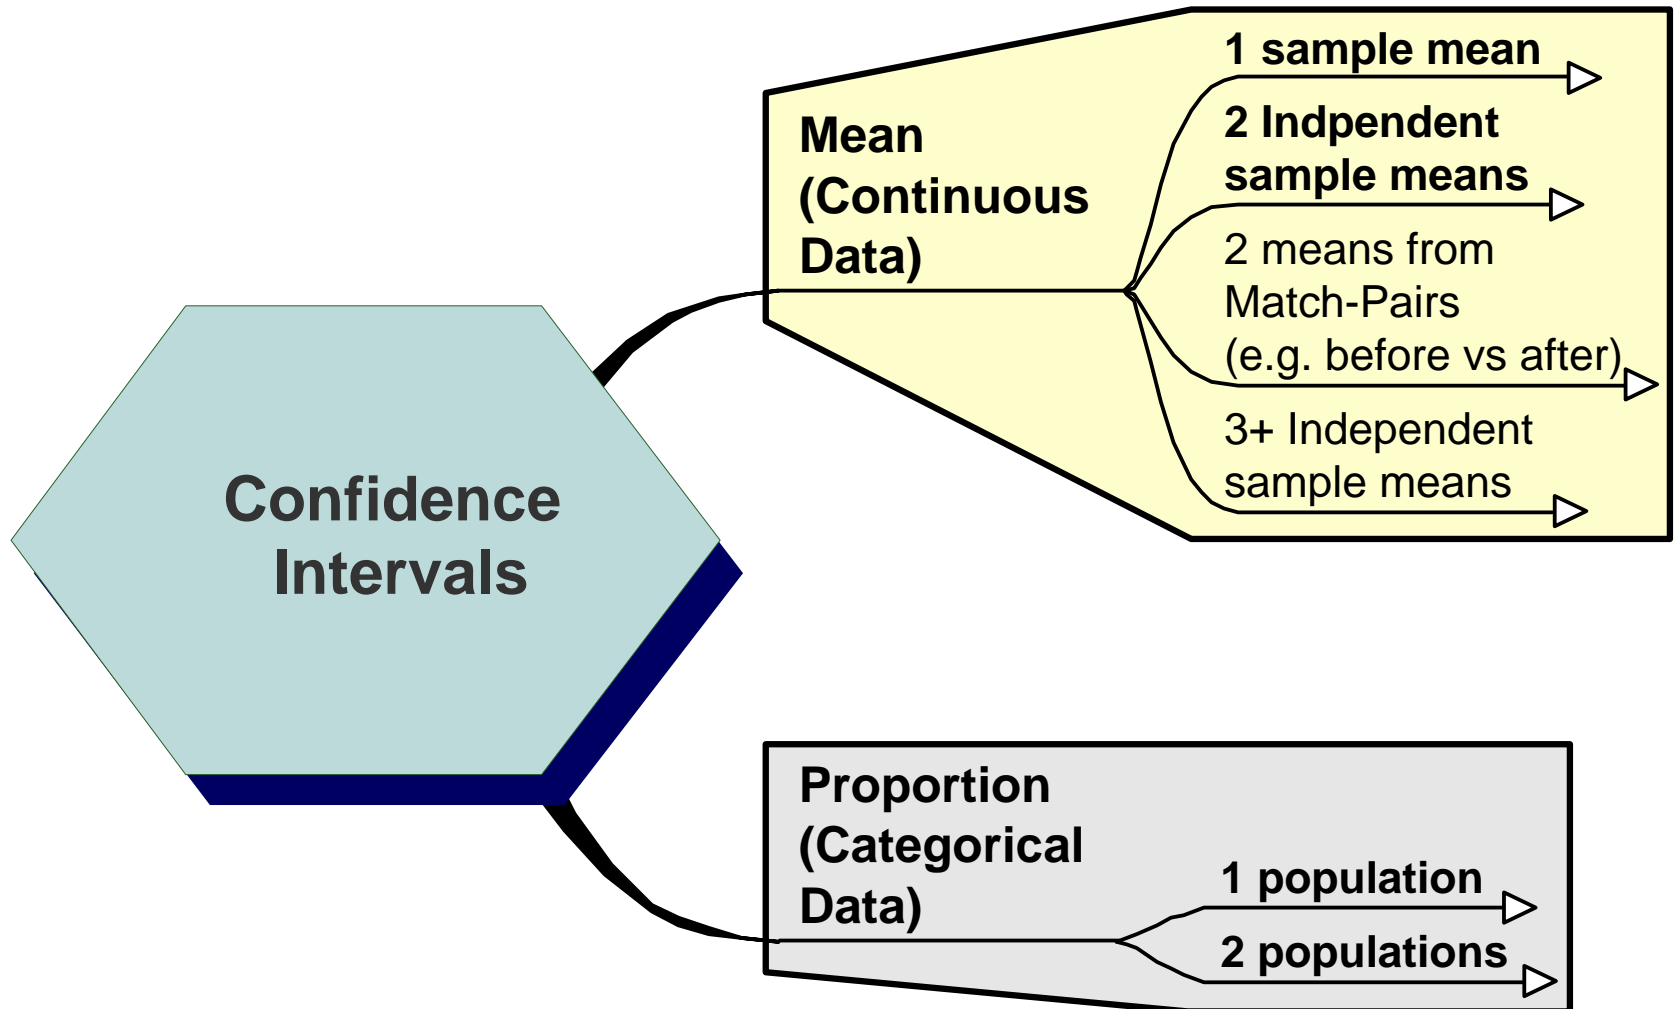 Confidence
Intervals
Mean
(Continuous
Data)
1 sample mean
2 Indpendent
sample means
2 means from
Match-Pairs
(e.g. before vs after)
3+ Independent
sample means
Proportion
(Categorical
Data)
1 population
2 populations